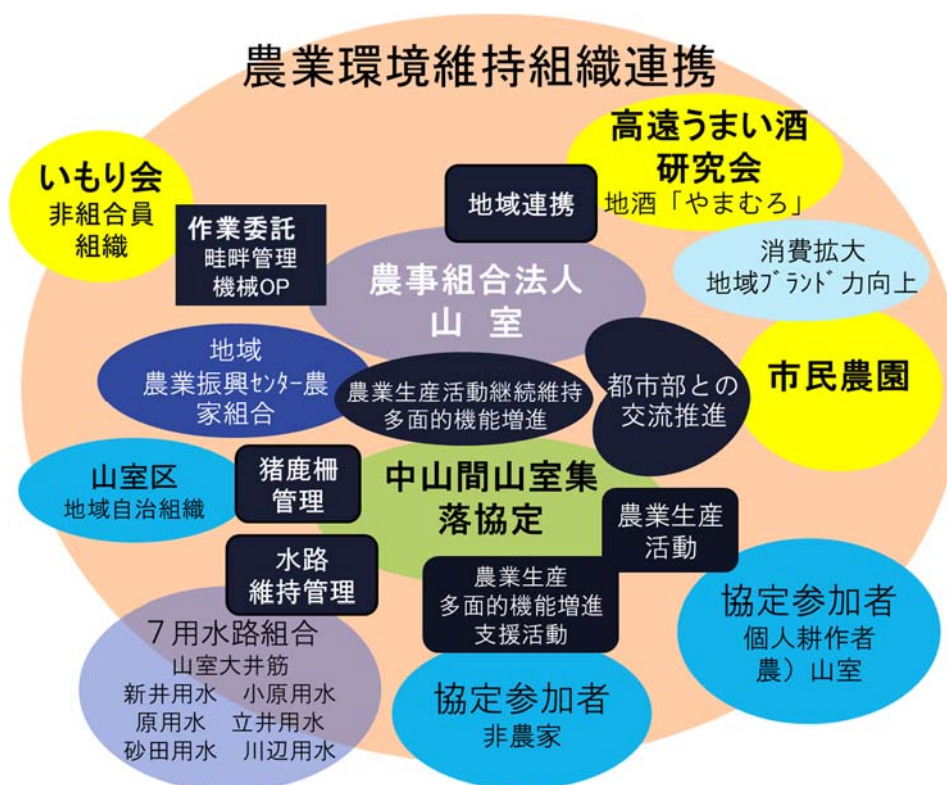 農業環境維持組織連携
高遠うまい酒
研究会
地酒「やまむろ」
いもり会
非組合員
組織
地域連携
作業委託
畦畔管理
機械OP
消費拡大
地域ﾌﾞﾗﾝﾄﾞ力向上
農事組合法人
山 室
地域
農業振興ｾﾝﾀｰ農
家組合
農業生産活動継続維持
多面的機能増進
都市部との
交流推進
市民農園
山室区
地域自治組織
猪鹿柵
管理
中山間山室集
落協定
農業生産
活動
水路
維持管理
農業生産
多面的機能増進
支援活動
協定参加者
個人耕作者
農）山室
７用水路組合
山室大井筋
新井用水 小原用水
原用水 立井用水
砂田用水 川辺用水
協定参加者
非農家